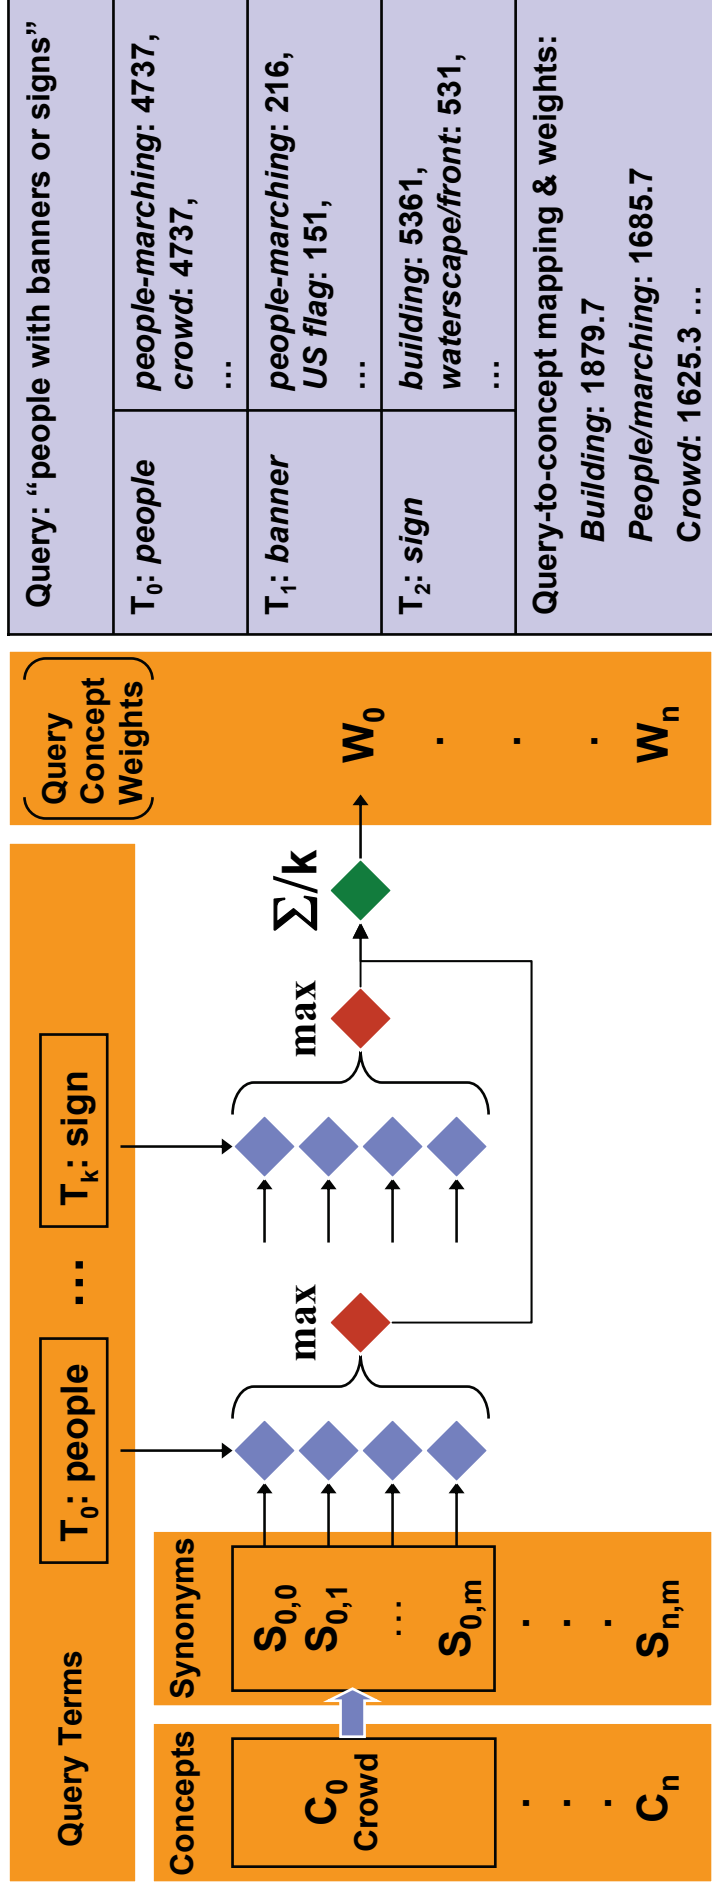 Query Terms
T0: people
...
Tk: sign
Query
Concept
Weights
Concepts
C0
Crowd
. . .
Cn
Synonyms
S0,0
S0,1
...
S0,m
. . .
Sn,m
max
max
Σ/k
W0
. . .
Wn
Query: “people with banners or signs”
T0: people
people-marching: 4737,
crowd: 4737,
...
T1: banner
people-marching: 216,
US flag: 151,
...
T2: sign
building: 5361,
waterscape/front: 531,
...
Query-to-concept mapping & weights:
Building: 1879.7
People/marching: 1685.7
Crowd: 1625.3 ...